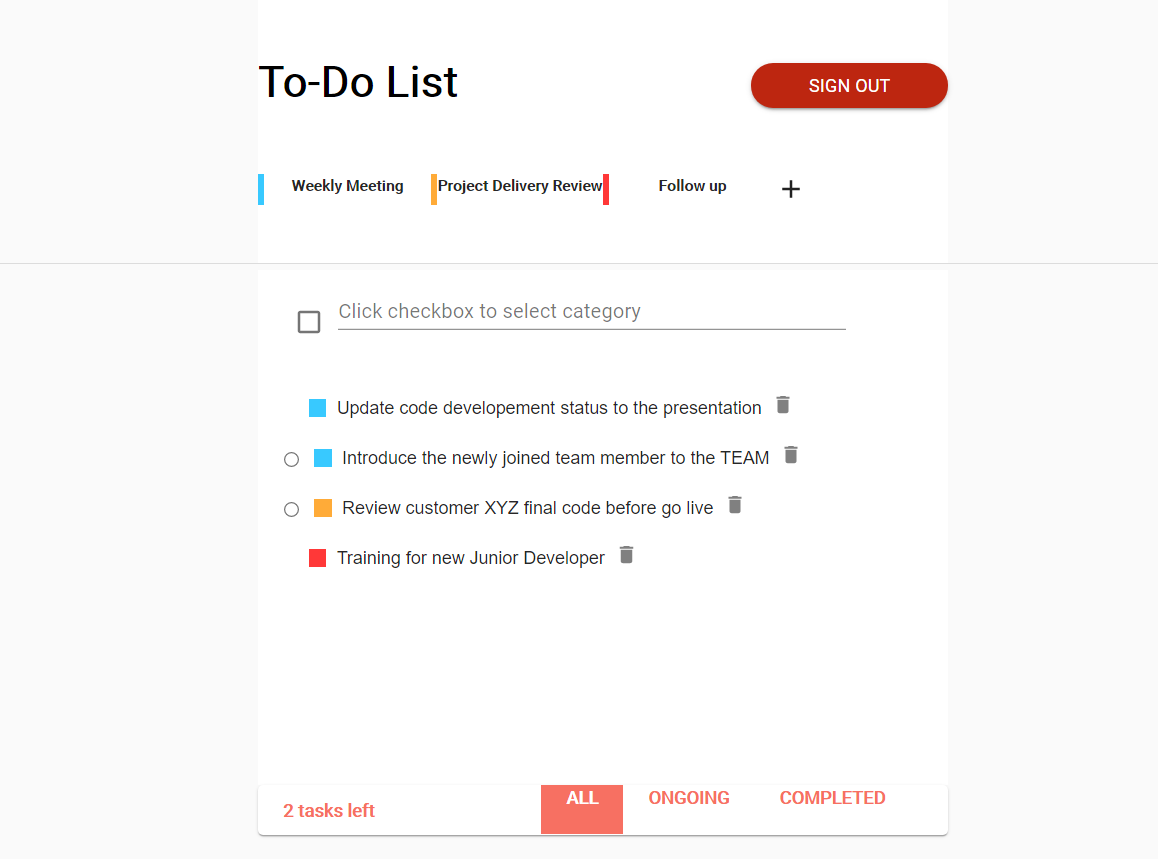 To-Do List
SIGN OUT
Weekly Meeting
Project Delivery Review
Follow up
Click checkbox to select category
Update code developement status to the presentation
Introduce the newly joined team member to the TEAM
Review customer XYZ final code before go live
Training for new Junior Developer
2 tasks left
ALL
ONGOING
COMPLETED